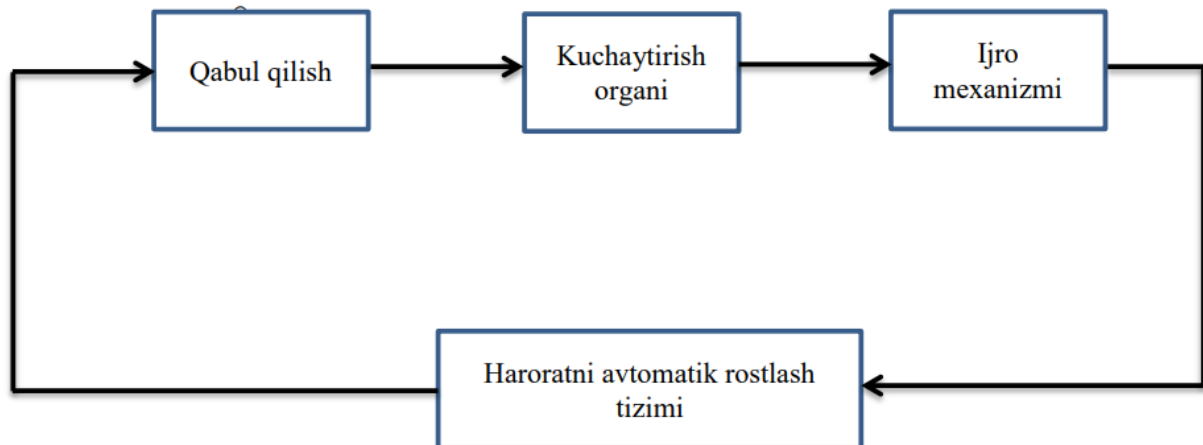 Qabul qilish
Kuchaytirish
organi
Ijro
mexanizmi
Haroratni avtomatik rostlash
tizimi